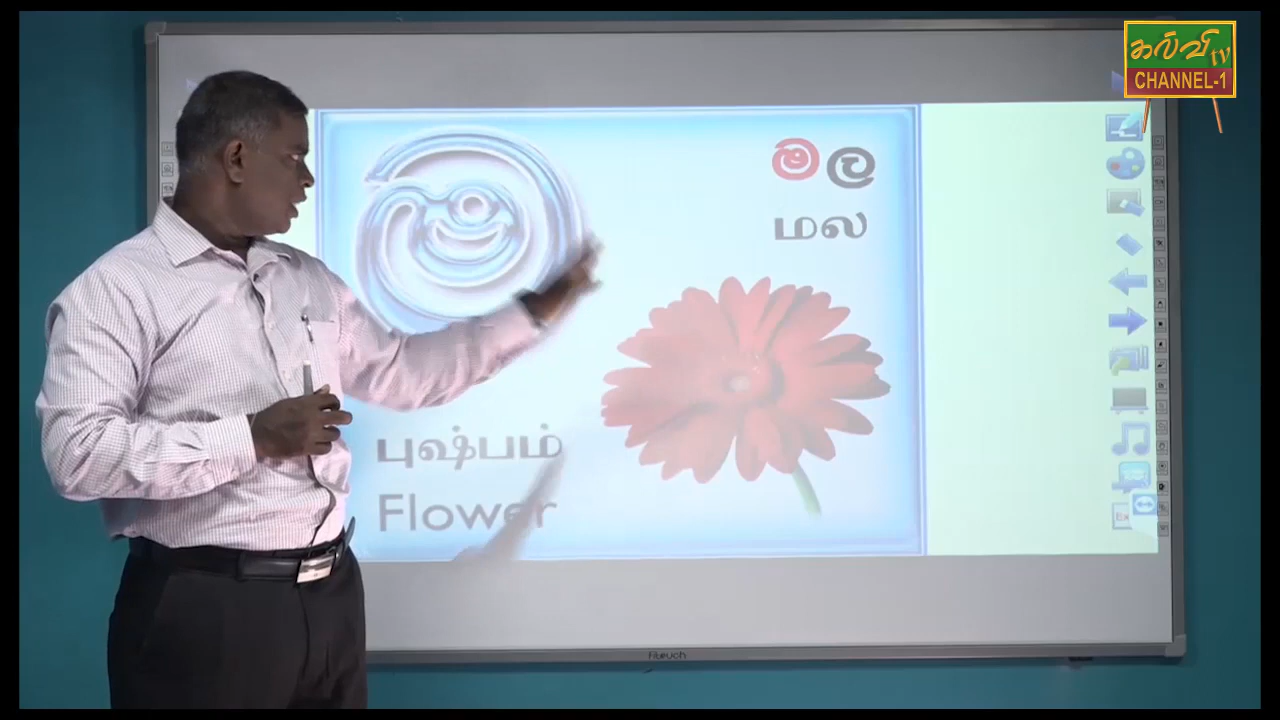 கல்வி tv
CHANNEL-1
ම
මල
மல
புஷ்பம்
Flower